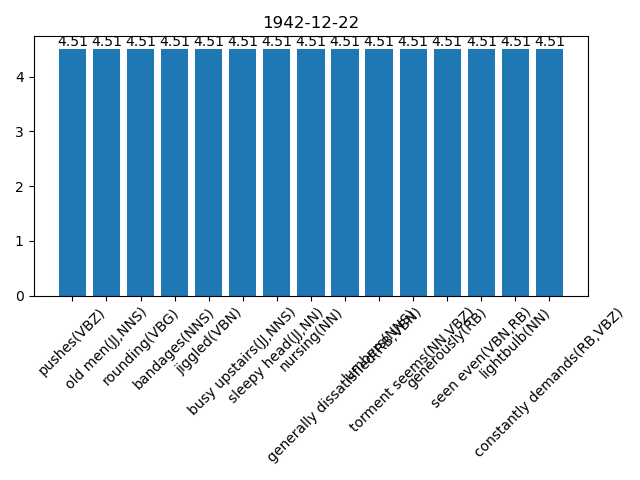 1942-12-22
4.51 4.51 4.51 4.51 4.51 4.51 4.51 4.51 4.51 4.51 4.51 4.51 4.51 4.51 4.51
4
3
2
1
0
pushes(VBZ)
old men(JJ,NNS)
rounding(VBG)
bandages(NNS)
jiggled(VBN)
busy upstairs(JJ,NNS)
sleepy head(JJ,NN)
nursing(NN)
generally dissatisfied(RB,VBN)
torment seems(NN,VBZ)
generously(RB)
seen even(VBN,RB)
lightbulb(NN)
constantly demands(RB,VBZ)